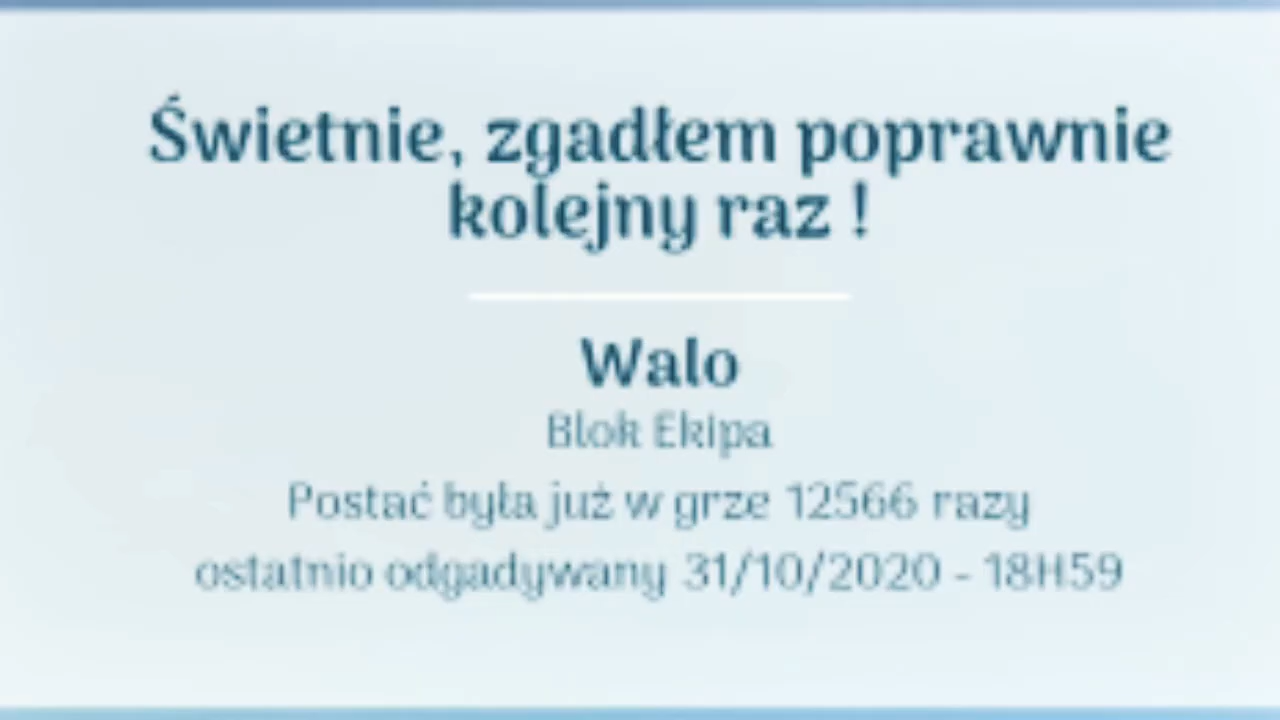 Świetnie, zgadłem poprawnie
kolejny raz !
Walo
Blok Ekipa
Postać była już w grze 12566 razy
ostatnio odgadywany 31/10/2020 - 18H59